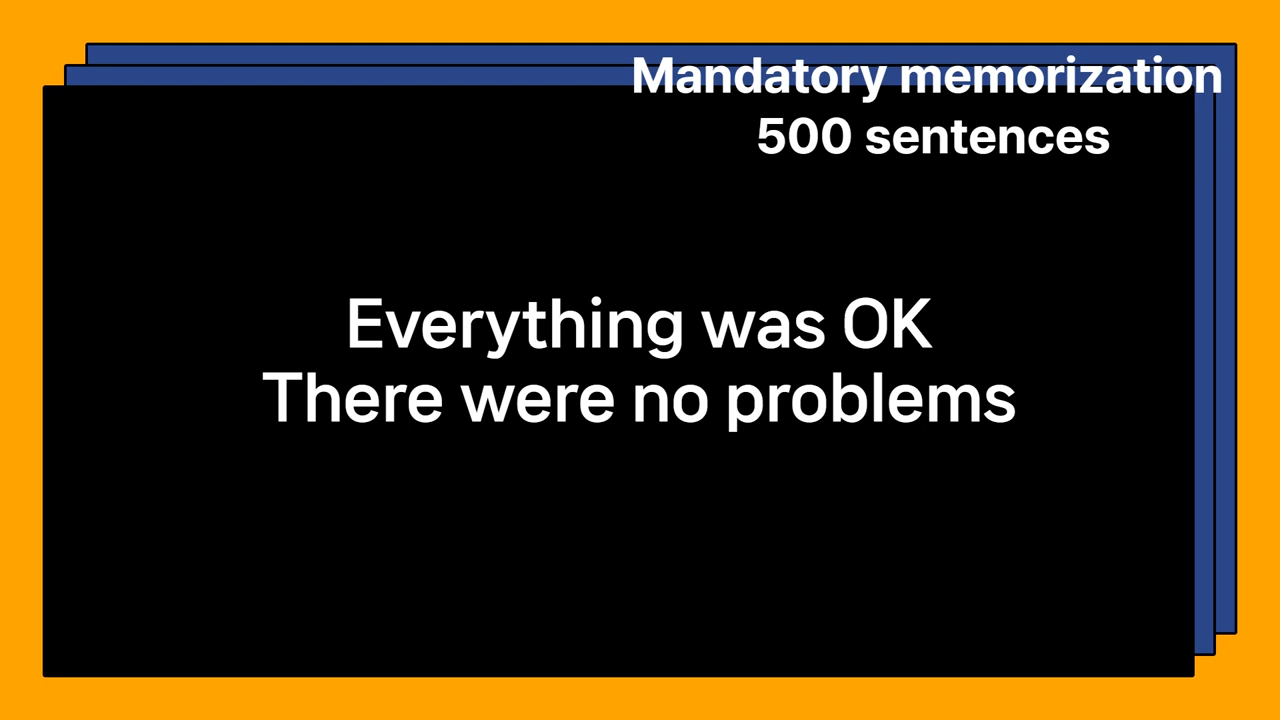 Mandatory memorization
500 sentences
Everything was OK
There were no problems